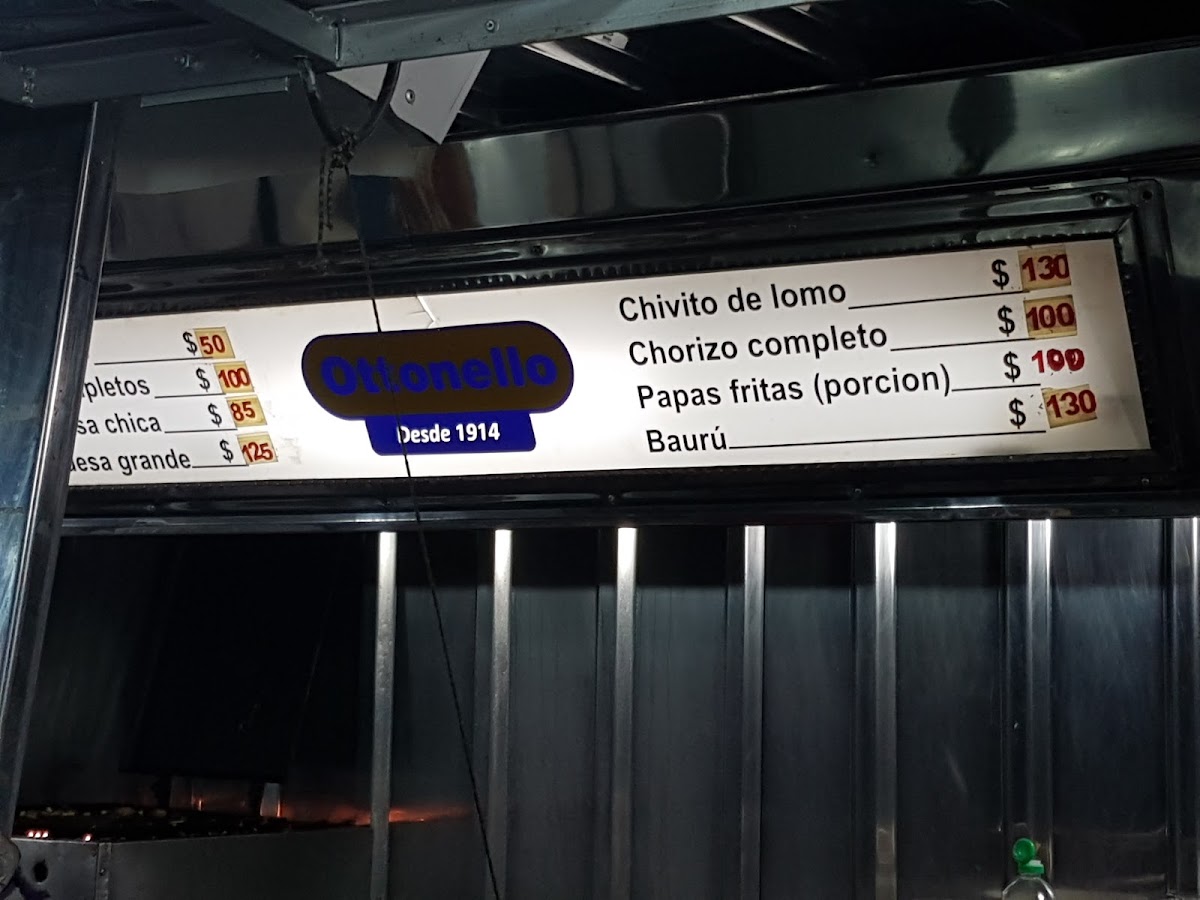 $ 50
pletos $ 100
sa chica $ 85
esa grande $ 125
Ottonello
Desde 1914
Chivito de lomo $ 130
Chorizo completo $ 100
Papas fritas (porcion) $ 100
Baurú $ 130